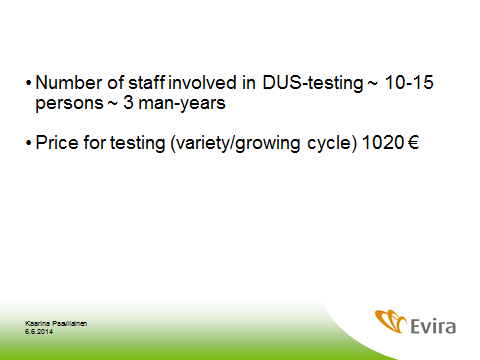 • Number of staff involved in DUS-testing ~ 10-15
persons ~ 3 man-years
• Price for testing (variety/growing cycle) 1020 €
Kaarina Paavilainen
6.6.2014
Evira